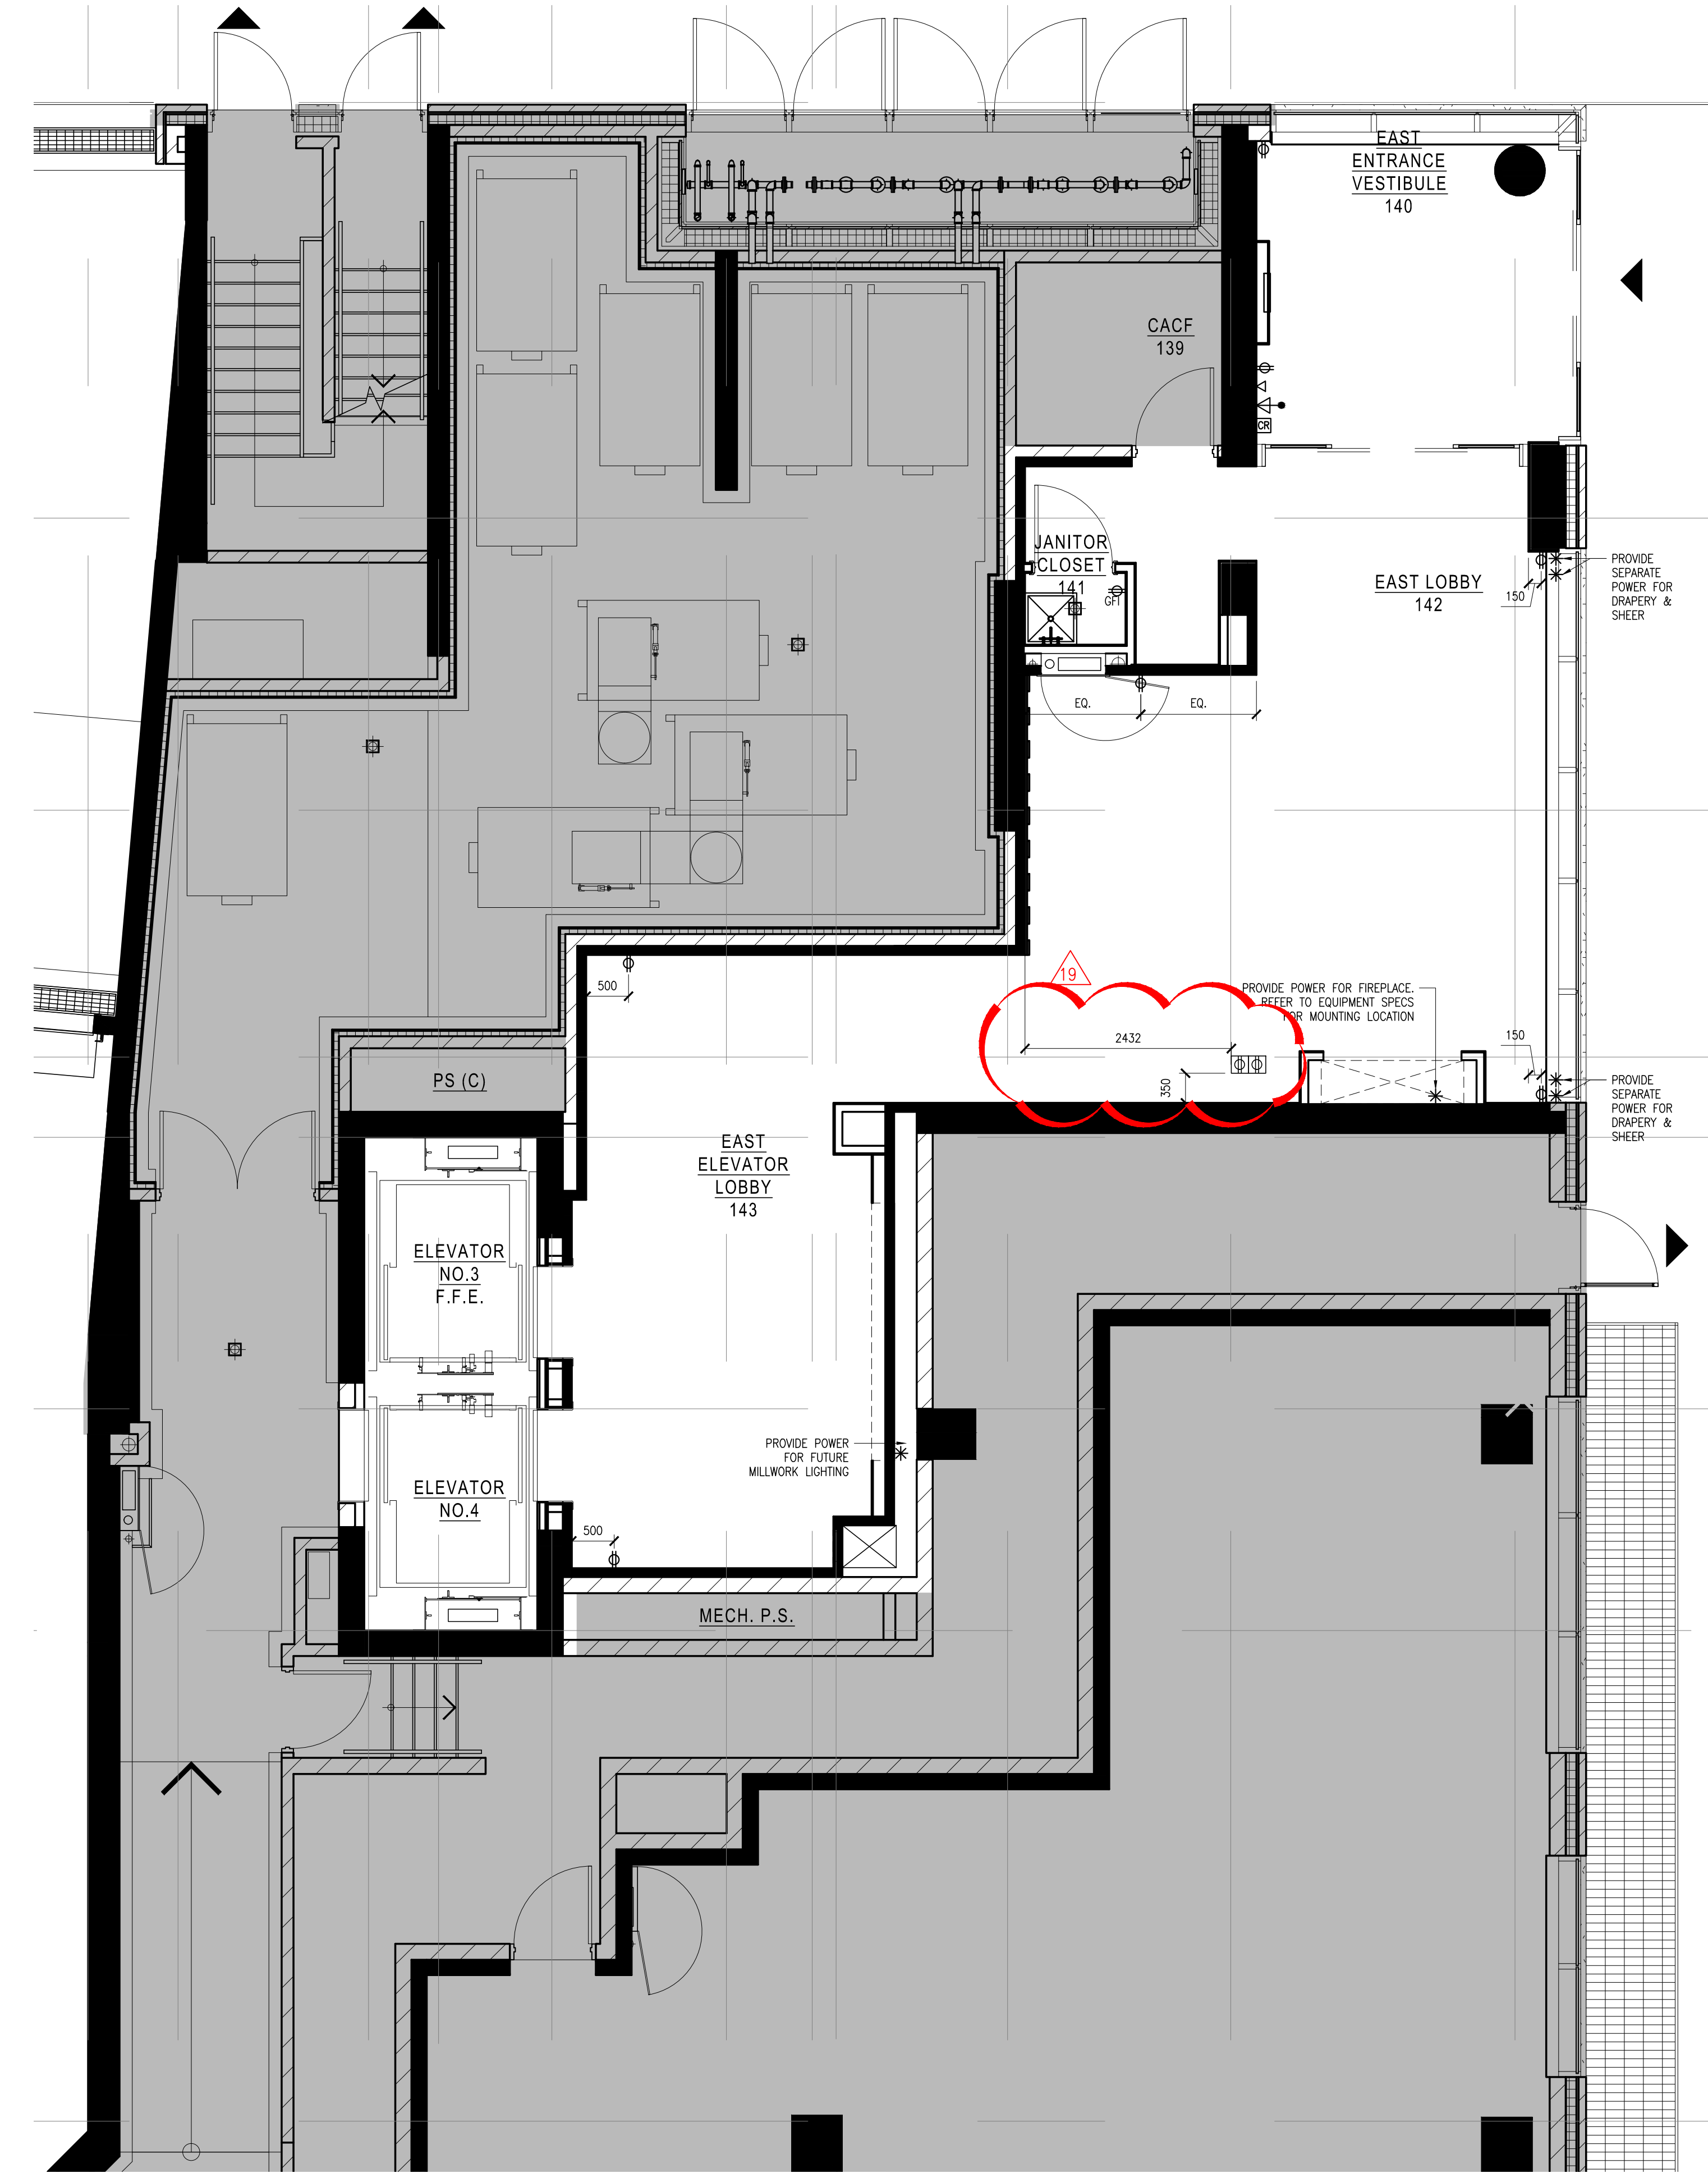 EAST
ENTRANCE
VESTIBULE
140
CACF
139
CR
JANITOR
CLOSET
141
GFI
EAST LOBBY
142
150
PROVIDE
SEPARATE
POWER FOR
DRAPERY &
SHEER
EQ.
EQ.
500
19
PROVIDE POWER FOR FIREPLACE.
REFER TO EQUIPMENT SPECS
FOR MOUNTING LOCATION
2432
350
150
PROVIDE
SEPARATE
POWER FOR
DRAPERY &
SHEER
PS (C)
EAST
ELEVATOR
LOBBY
143
ELEVATOR
NO.3
F.F.E.
PROVIDE POWER
FOR FUTURE
MILLWORK LIGHTING
ELEVATOR
NO.4
500
MECH. P.S.